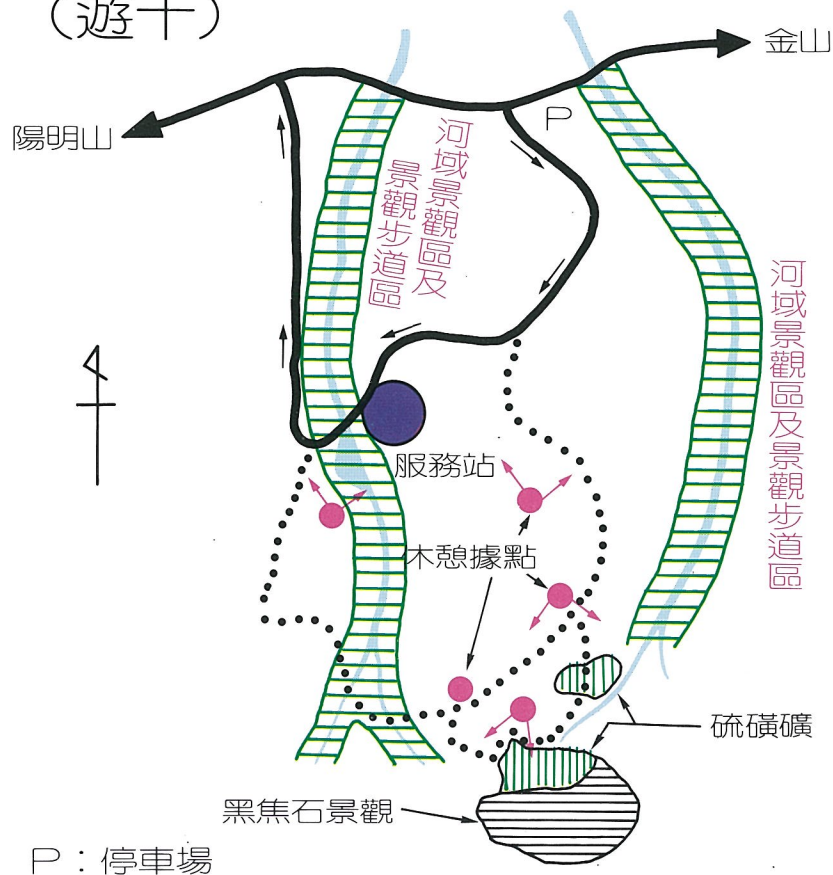 (遊十)
金山
陽明山
P
河域景觀區及
景觀步道區
河域景觀區及景觀步道區
服務站
木憩據點
硫磺礦
黑焦石景觀
P：停車場